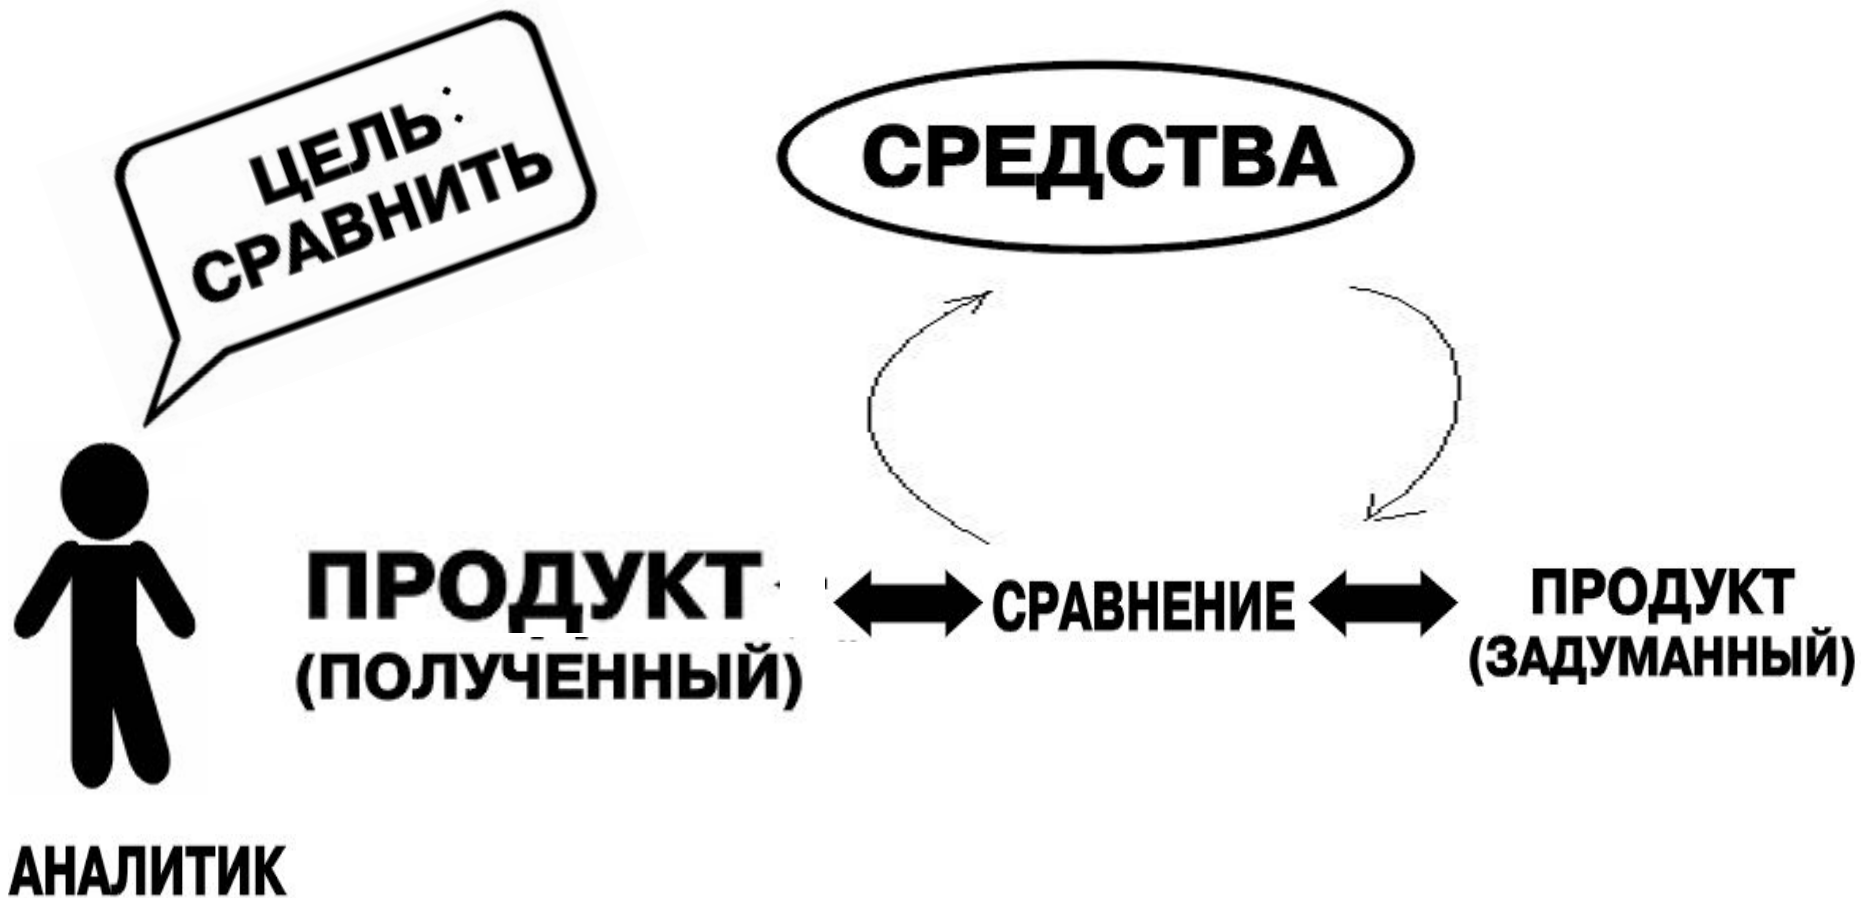 ЦЕЛЬ:
СРАВНИТЬ
СРЕДСТВА
ПРОДУКТ
(ПОЛУЧЕННЫЙ)
СРАВНЕНИЕ
ПРОДУКТ
(ЗАДУМАННЫЙ)
АНАЛИТИК